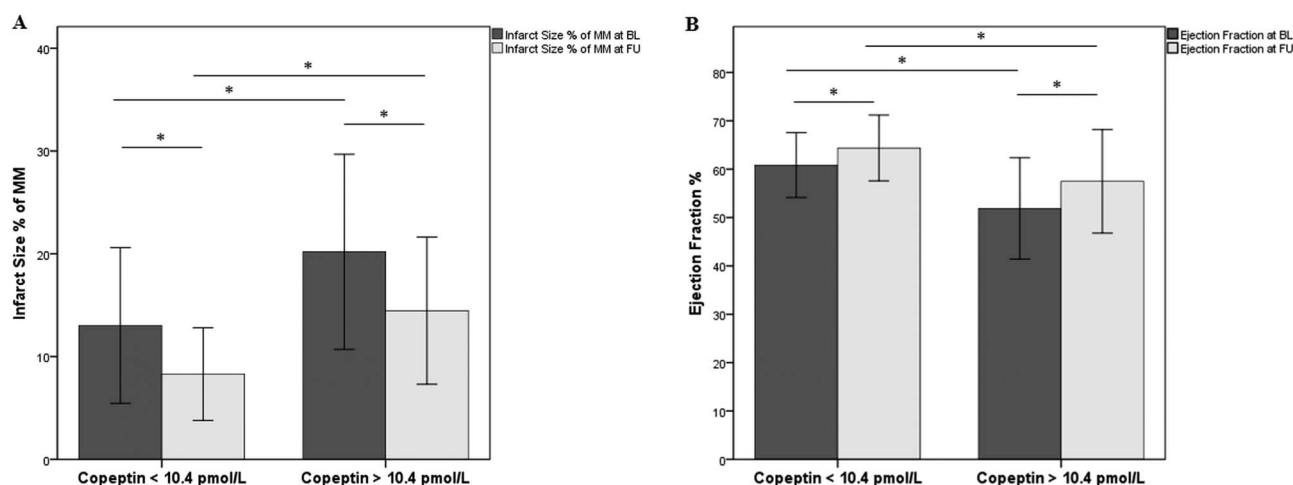 A
Infarct Size % of MM at BL
Infarct Size % of MM at FU
40
30
20
10
0
Infarct Size % of MM
*
*
*
*
Copeptin < 10.4 pmol/L
Copeptin > 10.4 pmol/L
B
Ejection Fraction at BL
Ejection Fraction at FU
80
70
60
50
40
30
20
10
0
Ejection Fraction %
*
*
*
*
Copeptin < 10.4 pmol/L
Copeptin > 10.4 pmol/L